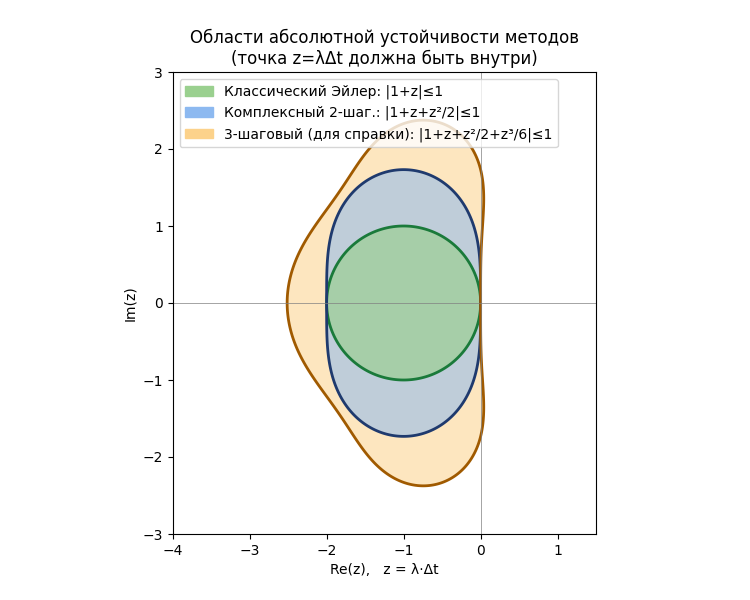 Области абсолютной устойчивости методов
(точка z=λΔt должна быть внутри)
Классический Эйлер: |1+z|≤1
Комплексный 2-шаг.: |1+z+z²/2|≤1
3-шаговый (для справки): |1+z+z²/2+z³/6|≤1
3
2
1
0
−1
−2
−3
Im(z)
−4 −3 −2 −1 0 1
Re(z), z = λ·Δt